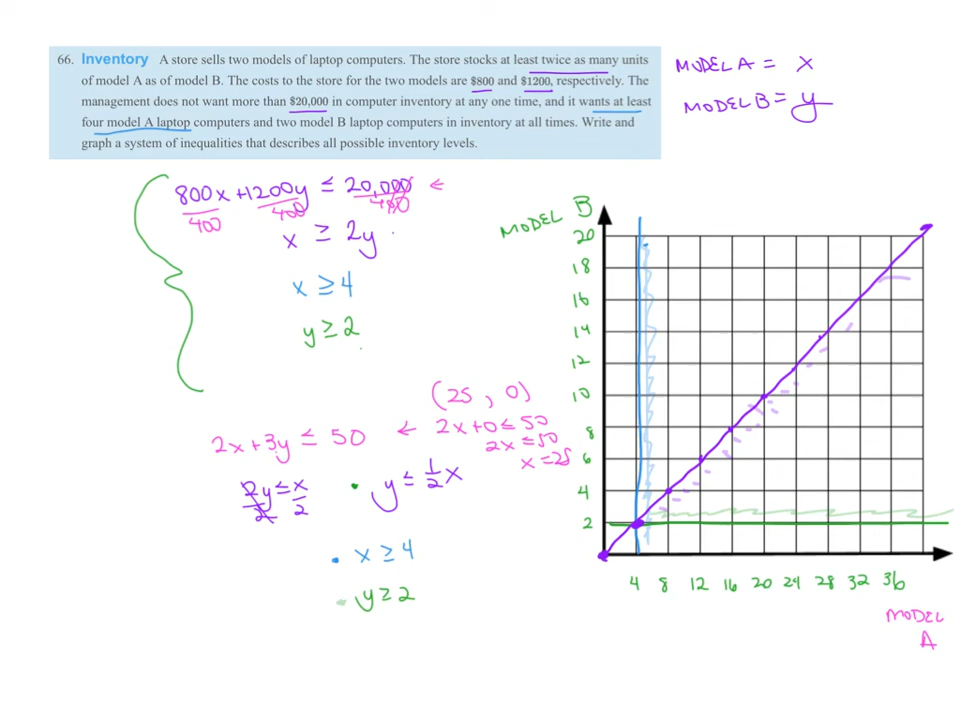 66. Inventory A store sells two models of laptop computers. The store stocks at least twice as many units
of model A as of model B. The costs to the store for the two models are $800 and $1200, respectively. The
management does not want more than $20,000 in computer inventory at any one time, and it wants at least
four model A laptop computers and two model B laptop computers in inventory at all times. Write and
graph a system of inequalities that describes all possible inventory levels.
MODEL A = x
MODEL B = y
800x + 1200y ≤ 20,000 ←
400 400 400
x ≥ 2y
x ≥ 4
y ≥ 2
(25, 0)
2x + 3y ≤ 50 ← 2x + 0 ≤ 50
2x ≤ 50
x = 25
2y ≤ x
2 2
• y ≤ 1/2 x
• x ≥ 4
• y ≥ 2
MODEL B
20
18
16
14
12
10
8
6
4
2
4 8 12 16 20 24 28 32 36
MODEL
A